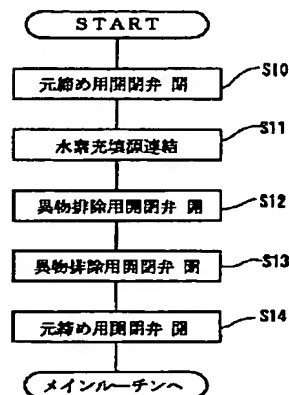 START
元締め用開閉弁 閉
S10
水素充填源連結
S11
異物排除用開閉弁 開
S12
異物排除用開閉弁 閉
S13
元締め用開閉弁 開
S14
メインルーチンへ